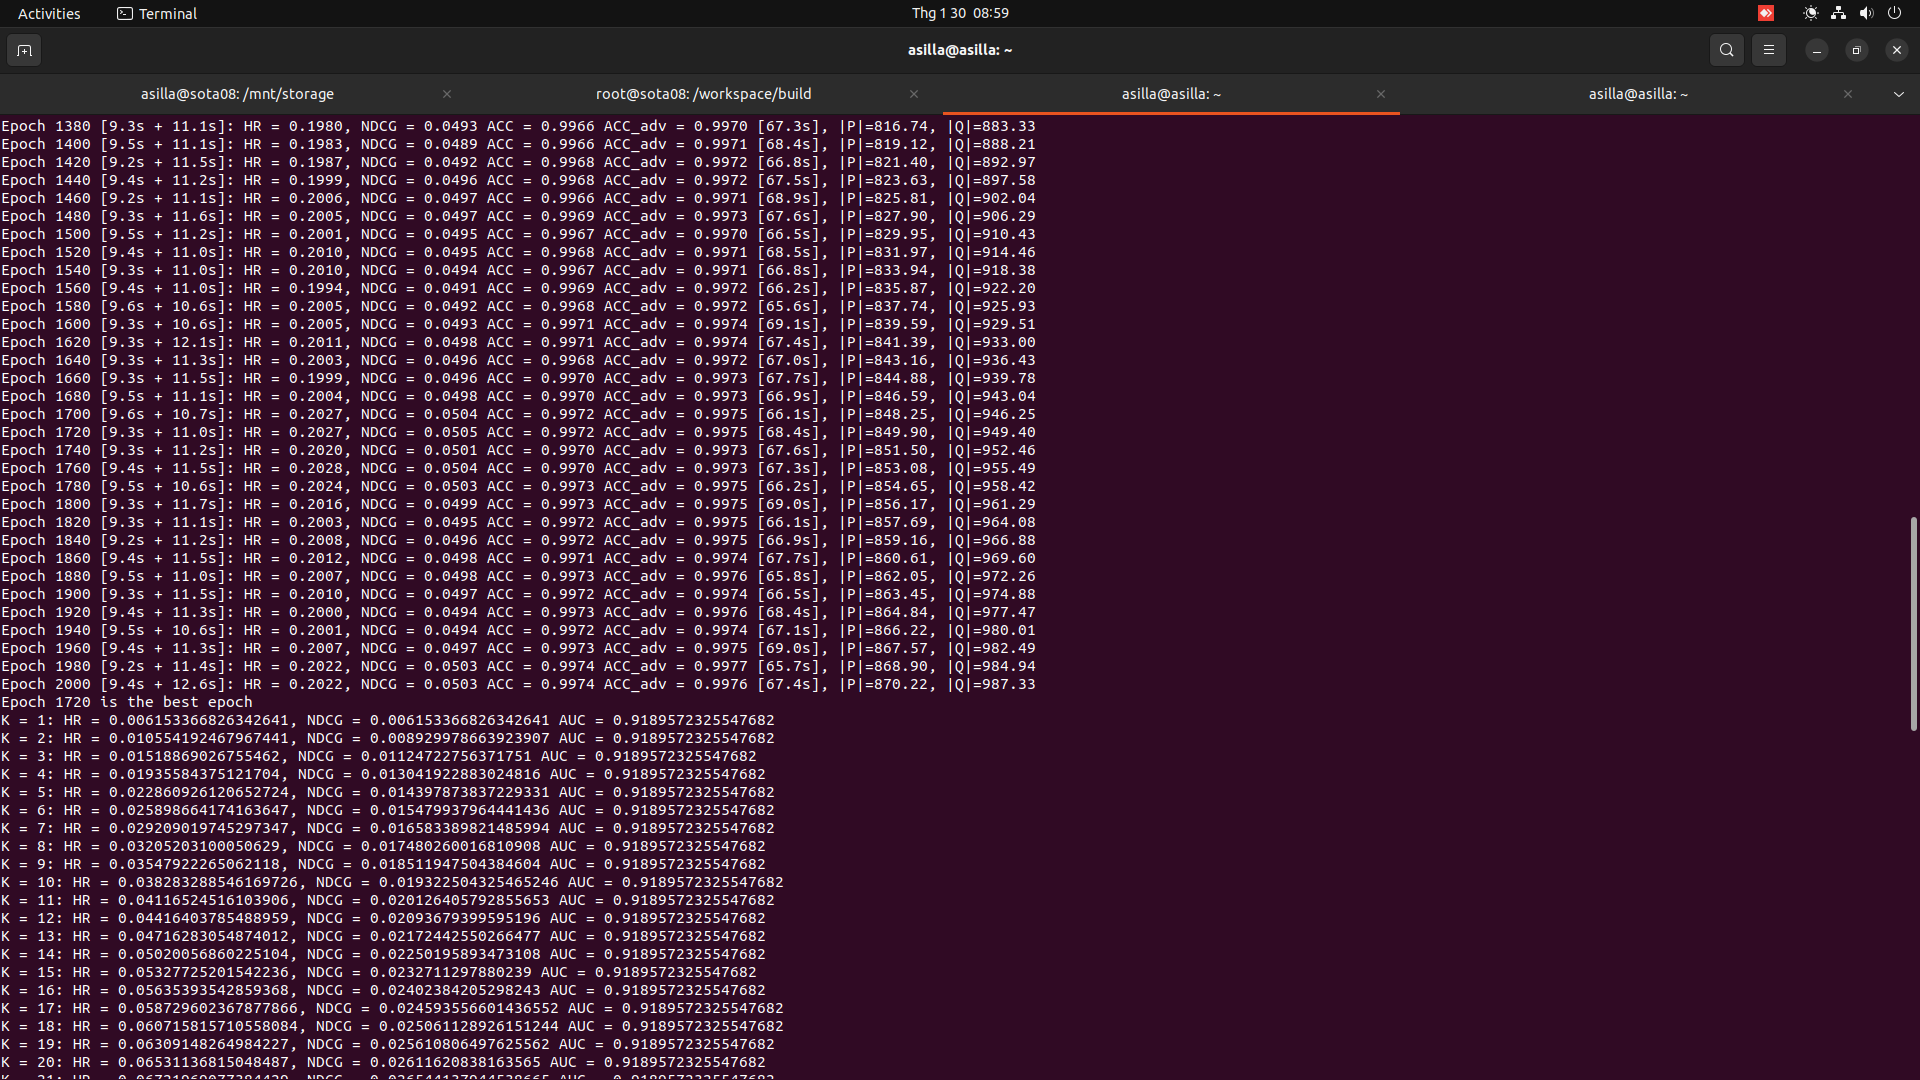 Activities
Terminal
Thg 1 30 08:59
asilla@asilla: ~
asilla@sota08: /mnt/storage
root@sota08: /workspace/build
asilla@asilla: ~
asilla@asilla: ~
Epoch 1380 [9.3s + 11.1s]: HR = 0.1980, NDCG = 0.0493 ACC = 0.9966 ACC_adv = 0.9970 [67.3s], |P|=816.74, |Q|=883.33
Epoch 1400 [9.5s + 11.1s]: HR = 0.1983, NDCG = 0.0489 ACC = 0.9966 ACC_adv = 0.9971 [68.4s], |P|=819.12, |Q|=888.21
Epoch 1420 [9.2s + 11.5s]: HR = 0.1987, NDCG = 0.0492 ACC = 0.9968 ACC_adv = 0.9972 [66.8s], |P|=821.40, |Q|=892.97
Epoch 1440 [9.4s + 11.2s]: HR = 0.1999, NDCG = 0.0496 ACC = 0.9968 ACC_adv = 0.9972 [67.5s], |P|=823.63, |Q|=897.58
Epoch 1460 [9.2s + 11.1s]: HR = 0.2006, NDCG = 0.0497 ACC = 0.9966 ACC_adv = 0.9971 [68.9s], |P|=825.81, |Q|=902.04
Epoch 1480 [9.3s + 11.6s]: HR = 0.2005, NDCG = 0.0497 ACC = 0.9969 ACC_adv = 0.9973 [67.6s], |P|=827.90, |Q|=906.29
Epoch 1500 [9.5s + 11.2s]: HR = 0.2001, NDCG = 0.0495 ACC = 0.9967 ACC_adv = 0.9970 [66.5s], |P|=829.95, |Q|=910.43
Epoch 1520 [9.4s + 11.0s]: HR = 0.2010, NDCG = 0.0495 ACC = 0.9968 ACC_adv = 0.9971 [68.5s], |P|=831.97, |Q|=914.46
Epoch 1540 [9.3s + 11.0s]: HR = 0.2010, NDCG = 0.0494 ACC = 0.9967 ACC_adv = 0.9971 [66.8s], |P|=833.94, |Q|=918.38
Epoch 1560 [9.4s + 11.0s]: HR = 0.1994, NDCG = 0.0491 ACC = 0.9969 ACC_adv = 0.9972 [66.2s], |P|=835.87, |Q|=922.20
Epoch 1580 [9.6s + 10.6s]: HR = 0.2005, NDCG = 0.0492 ACC = 0.9968 ACC_adv = 0.9972 [65.6s], |P|=837.74, |Q|=925.93
Epoch 1600 [9.3s + 10.6s]: HR = 0.2005, NDCG = 0.0493 ACC = 0.9971 ACC_adv = 0.9974 [69.1s], |P|=839.59, |Q|=929.51
Epoch 1620 [9.3s + 12.1s]: HR = 0.2011, NDCG = 0.0498 ACC = 0.9971 ACC_adv = 0.9974 [67.4s], |P|=841.39, |Q|=933.00
Epoch 1640 [9.3s + 11.3s]: HR = 0.2003, NDCG = 0.0496 ACC = 0.9968 ACC_adv = 0.9972 [67.0s], |P|=843.16, |Q|=936.43
Epoch 1660 [9.3s + 11.5s]: HR = 0.1999, NDCG = 0.0496 ACC = 0.9970 ACC_adv = 0.9973 [67.7s], |P|=844.88, |Q|=939.78
Epoch 1680 [9.5s + 11.1s]: HR = 0.2004, NDCG = 0.0498 ACC = 0.9970 ACC_adv = 0.9973 [66.9s], |P|=846.59, |Q|=943.04
Epoch 1700 [9.6s + 10.7s]: HR = 0.2027, NDCG = 0.0504 ACC = 0.9972 ACC_adv = 0.9975 [66.1s], |P|=848.25, |Q|=946.25
Epoch 1720 [9.3s + 11.0s]: HR = 0.2027, NDCG = 0.0505 ACC = 0.9972 ACC_adv = 0.9975 [68.4s], |P|=849.90, |Q|=949.40
Epoch 1740 [9.3s + 11.2s]: HR = 0.2020, NDCG = 0.0501 ACC = 0.9970 ACC_adv = 0.9973 [67.6s], |P|=851.50, |Q|=952.46
Epoch 1760 [9.4s + 11.5s]: HR = 0.2028, NDCG = 0.0504 ACC = 0.9970 ACC_adv = 0.9973 [67.3s], |P|=853.08, |Q|=955.49
Epoch 1780 [9.5s + 10.6s]: HR = 0.2024, NDCG = 0.0503 ACC = 0.9973 ACC_adv = 0.9975 [66.2s], |P|=854.65, |Q|=958.42
Epoch 1800 [9.3s + 11.7s]: HR = 0.2016, NDCG = 0.0499 ACC = 0.9973 ACC_adv = 0.9975 [69.0s], |P|=856.17, |Q|=961.29
Epoch 1820 [9.3s + 11.1s]: HR = 0.2003, NDCG = 0.0495 ACC = 0.9972 ACC_adv = 0.9975 [66.1s], |P|=857.69, |Q|=964.08
Epoch 1840 [9.2s + 11.2s]: HR = 0.2008, NDCG = 0.0496 ACC = 0.9972 ACC_adv = 0.9975 [66.9s], |P|=859.16, |Q|=966.88
Epoch 1860 [9.4s + 11.5s]: HR = 0.2012, NDCG = 0.0498 ACC = 0.9971 ACC_adv = 0.9974 [67.7s], |P|=860.61, |Q|=969.60
Epoch 1880 [9.5s + 11.0s]: HR = 0.2007, NDCG = 0.0498 ACC = 0.9973 ACC_adv = 0.9976 [65.8s], |P|=862.05, |Q|=972.26
Epoch 1900 [9.3s + 11.5s]: HR = 0.2010, NDCG = 0.0497 ACC = 0.9972 ACC_adv = 0.9974 [66.5s], |P|=863.45, |Q|=974.88
Epoch 1920 [9.4s + 11.3s]: HR = 0.2000, NDCG = 0.0494 ACC = 0.9973 ACC_adv = 0.9976 [68.4s], |P|=864.84, |Q|=977.47
Epoch 1940 [9.5s + 10.6s]: HR = 0.2001, NDCG = 0.0494 ACC = 0.9972 ACC_adv = 0.9974 [67.1s], |P|=866.22, |Q|=980.01
Epoch 1960 [9.4s + 11.3s]: HR = 0.2007, NDCG = 0.0497 ACC = 0.9973 ACC_adv = 0.9975 [69.0s], |P|=867.57, |Q|=982.49
Epoch 1980 [9.2s + 11.4s]: HR = 0.2022, NDCG = 0.0503 ACC = 0.9974 ACC_adv = 0.9977 [65.7s], |P|=868.90, |Q|=984.94
Epoch 2000 [9.4s + 12.6s]: HR = 0.2022, NDCG = 0.0503 ACC = 0.9974 ACC_adv = 0.9976 [67.4s], |P|=870.22, |Q|=987.33
Epoch 1720 is the best epoch
K = 1: HR = 0.006153366826342641, NDCG = 0.006153366826342641 AUC = 0.9189572325547682
K = 2: HR = 0.010554192467967441, NDCG = 0.008929978663923907 AUC = 0.9189572325547682
K = 3: HR = 0.01518869026755462, NDCG = 0.01124722756371751 AUC = 0.9189572325547682
K = 4: HR = 0.01935584375121704, NDCG = 0.013041922883024816 AUC = 0.9189572325547682
K = 5: HR = 0.022860926120652724, NDCG = 0.014397873837229331 AUC = 0.9189572325547682
K = 6: HR = 0.025898664174163647, NDCG = 0.015479937964441436 AUC = 0.9189572325547682
K = 7: HR = 0.029209019745297347, NDCG = 0.016583389821485994 AUC = 0.9189572325547682
K = 8: HR = 0.03205203100050629, NDCG = 0.017480260016810908 AUC = 0.9189572325547682
K = 9: HR = 0.03547922265062118, NDCG = 0.018511947504384604 AUC = 0.9189572325547682
K = 10: HR = 0.038283288546169726, NDCG = 0.019322504325465246 AUC = 0.9189572325547682
K = 11: HR = 0.04116524516103906, NDCG = 0.020126405792855653 AUC = 0.9189572325547682
K = 12: HR = 0.04416403785488959, NDCG = 0.02093679399595196 AUC = 0.9189572325547682
K = 13: HR = 0.04716283054874012, NDCG = 0.02172442550266477 AUC = 0.9189572325547682
K = 14: HR = 0.05020056860225104, NDCG = 0.02250195893473108 AUC = 0.9189572325547682
K = 15: HR = 0.05327725201542236, NDCG = 0.0232711297880239 AUC = 0.9189572325547682
K = 16: HR = 0.05635393542859368, NDCG = 0.02402384205298243 AUC = 0.9189572325547682
K = 17: HR = 0.058729602367877866, NDCG = 0.024593556601436552 AUC = 0.9189572325547682
K = 18: HR = 0.060715815710558084, NDCG = 0.025061128926151244 AUC = 0.9189572325547682
K = 19: HR = 0.06309148264984227, NDCG = 0.025610806497625562 AUC = 0.9189572325547682
K = 20: HR = 0.06531136815048487, NDCG = 0.02611620838163565 AUC = 0.9189572325547682